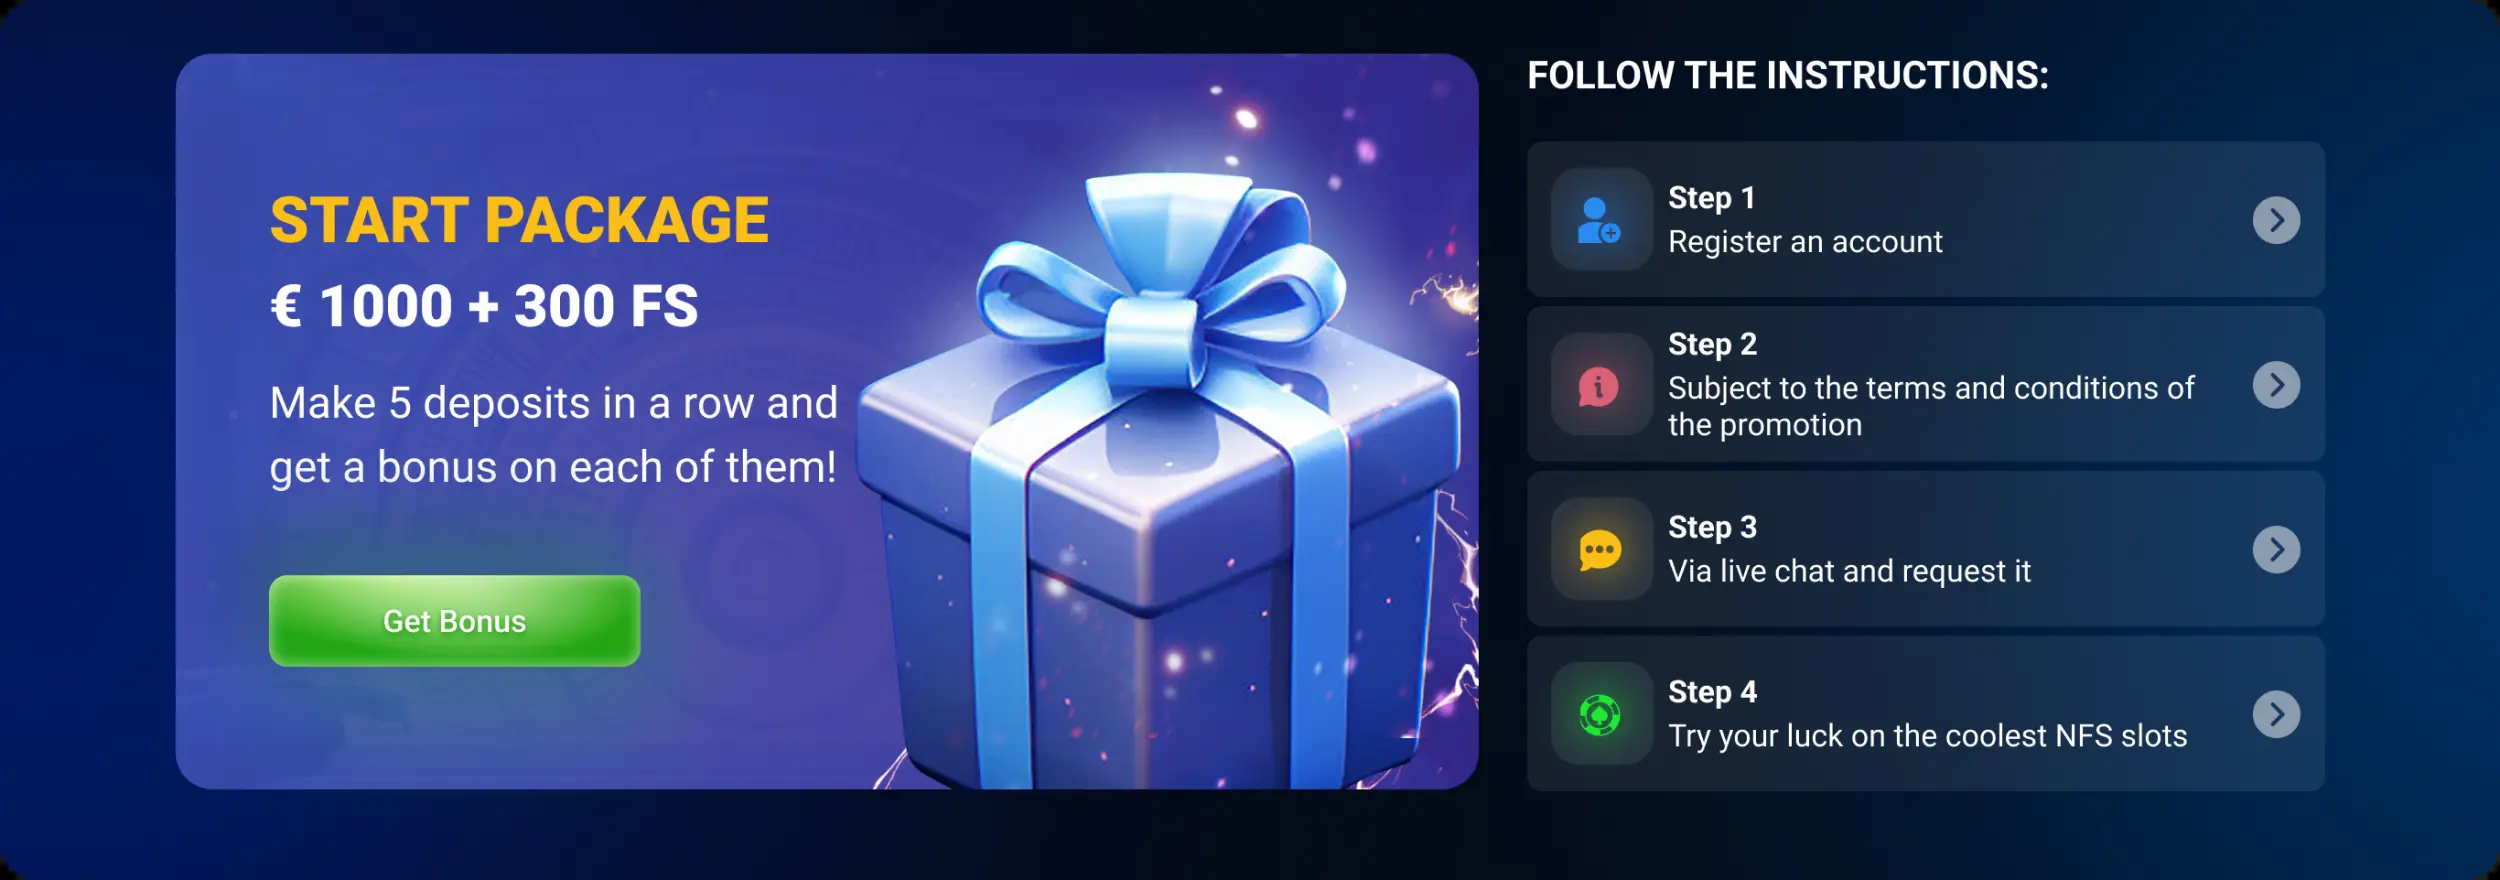 START PACKAGE
€ 1000 + 300 FS
Make 5 deposits in a row and
get a bonus on each of them!
Get Bonus
FOLLOW THE INSTRUCTIONS:
Step 1
Register an account
Step 2
Subject to the terms and conditions of
the promotion
Step 3
Via live chat and request it
Step 4
Try your luck on the coolest NFS slots